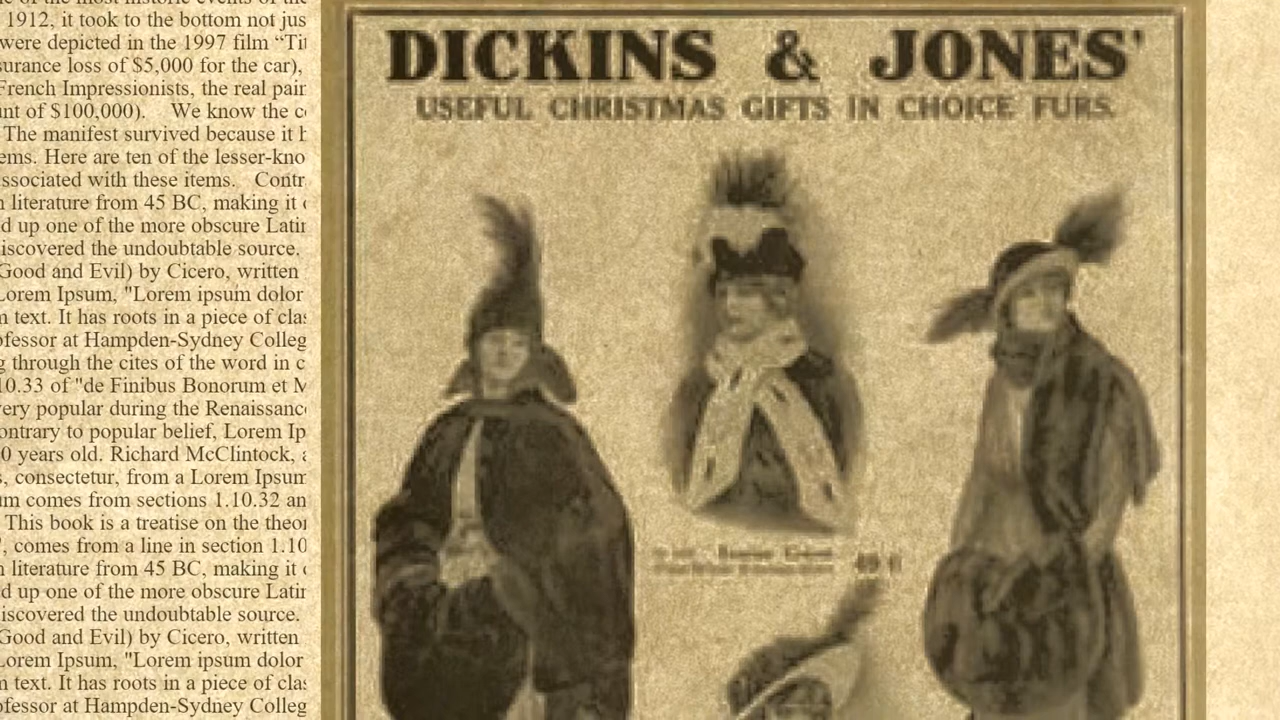 1912, it took to the bottom not jus
were depicted in the 1997 film “Tit
surance loss of $5,000 for the car),
French Impressionists, the real pain
unt of $100,000). We know the co
The manifest survived because it h
ems. Here are ten of the lesser-kno
ssociated with these items. Contr
n literature from 45 BC, making it o
d up one of the more obscure Latin
iscovered the undoubtable source.
Good and Evil) by Cicero, written
Lorem Ipsum, "Lorem ipsum dolor
m text. It has roots in a piece of clas
ofessor at Hampden-Sydney Colleg
g through the cites of the word in c
10.33 of "de Finibus Bonorum et M
very popular during the Renaissance
ontrary to popular belief, Lorem Ip
0 years old. Richard McClintock, a
s, consectetur, from a Lorem Ipsum
um comes from sections 1.10.32 an
This book is a treatise on the theor
", comes from a line in section 1.10
n literature from 45 BC, making it o
d up one of the more obscure Latin
iscovered the undoubtable source.
Good and Evil) by Cicero, written
Lorem Ipsum, "Lorem ipsum dolor
m text. It has roots in a piece of clas
ofessor at Hampden-Sydney Colleg
DICKINS & JONES'
USEFUL CHRISTMAS GIFTS IN CHOICE FURS.